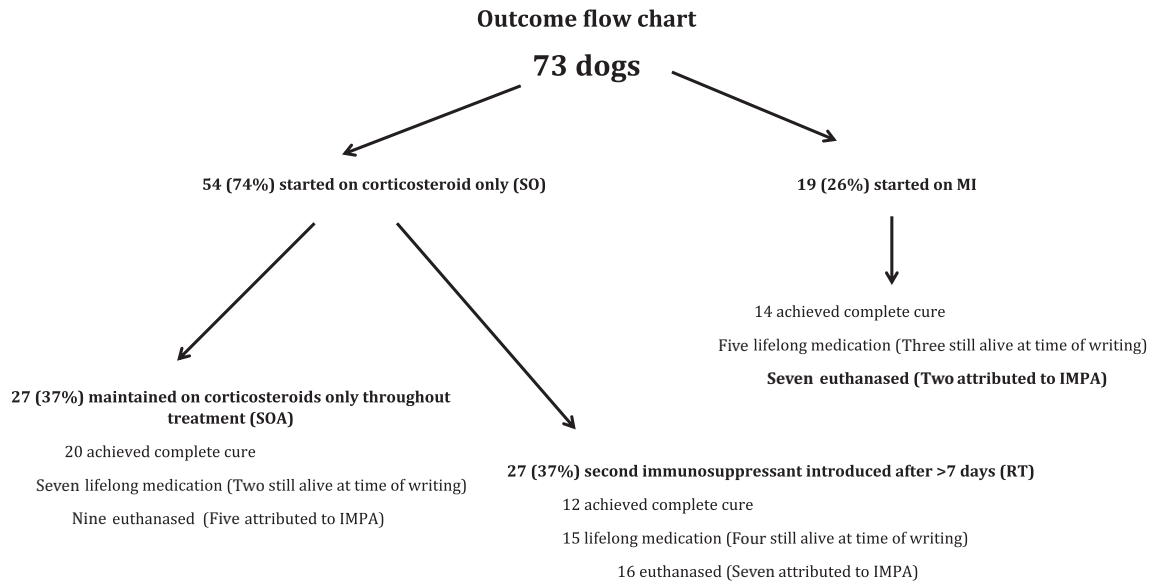 Outcome flow chart
73 dogs
54 (74%) started on corticosteroid only (SO)
19 (26%) started on MI
14 achieved complete cure
Five lifelong medication (Three still alive at time of writing)
Seven euthanased (Two attributed to IMPA)
27 (37%) maintained on corticosteroids only throughout
treatment (SOA)
20 achieved complete cure
Seven lifelong medication (Two still alive at time of writing)
Nine euthanased (Five attributed to IMPA)
27 (37%) second immunosuppressant introduced after >7 days (RT)
12 achieved complete cure
15 lifelong medication (Four still alive at time of writing)
16 euthanased (Seven attributed to IMPA)